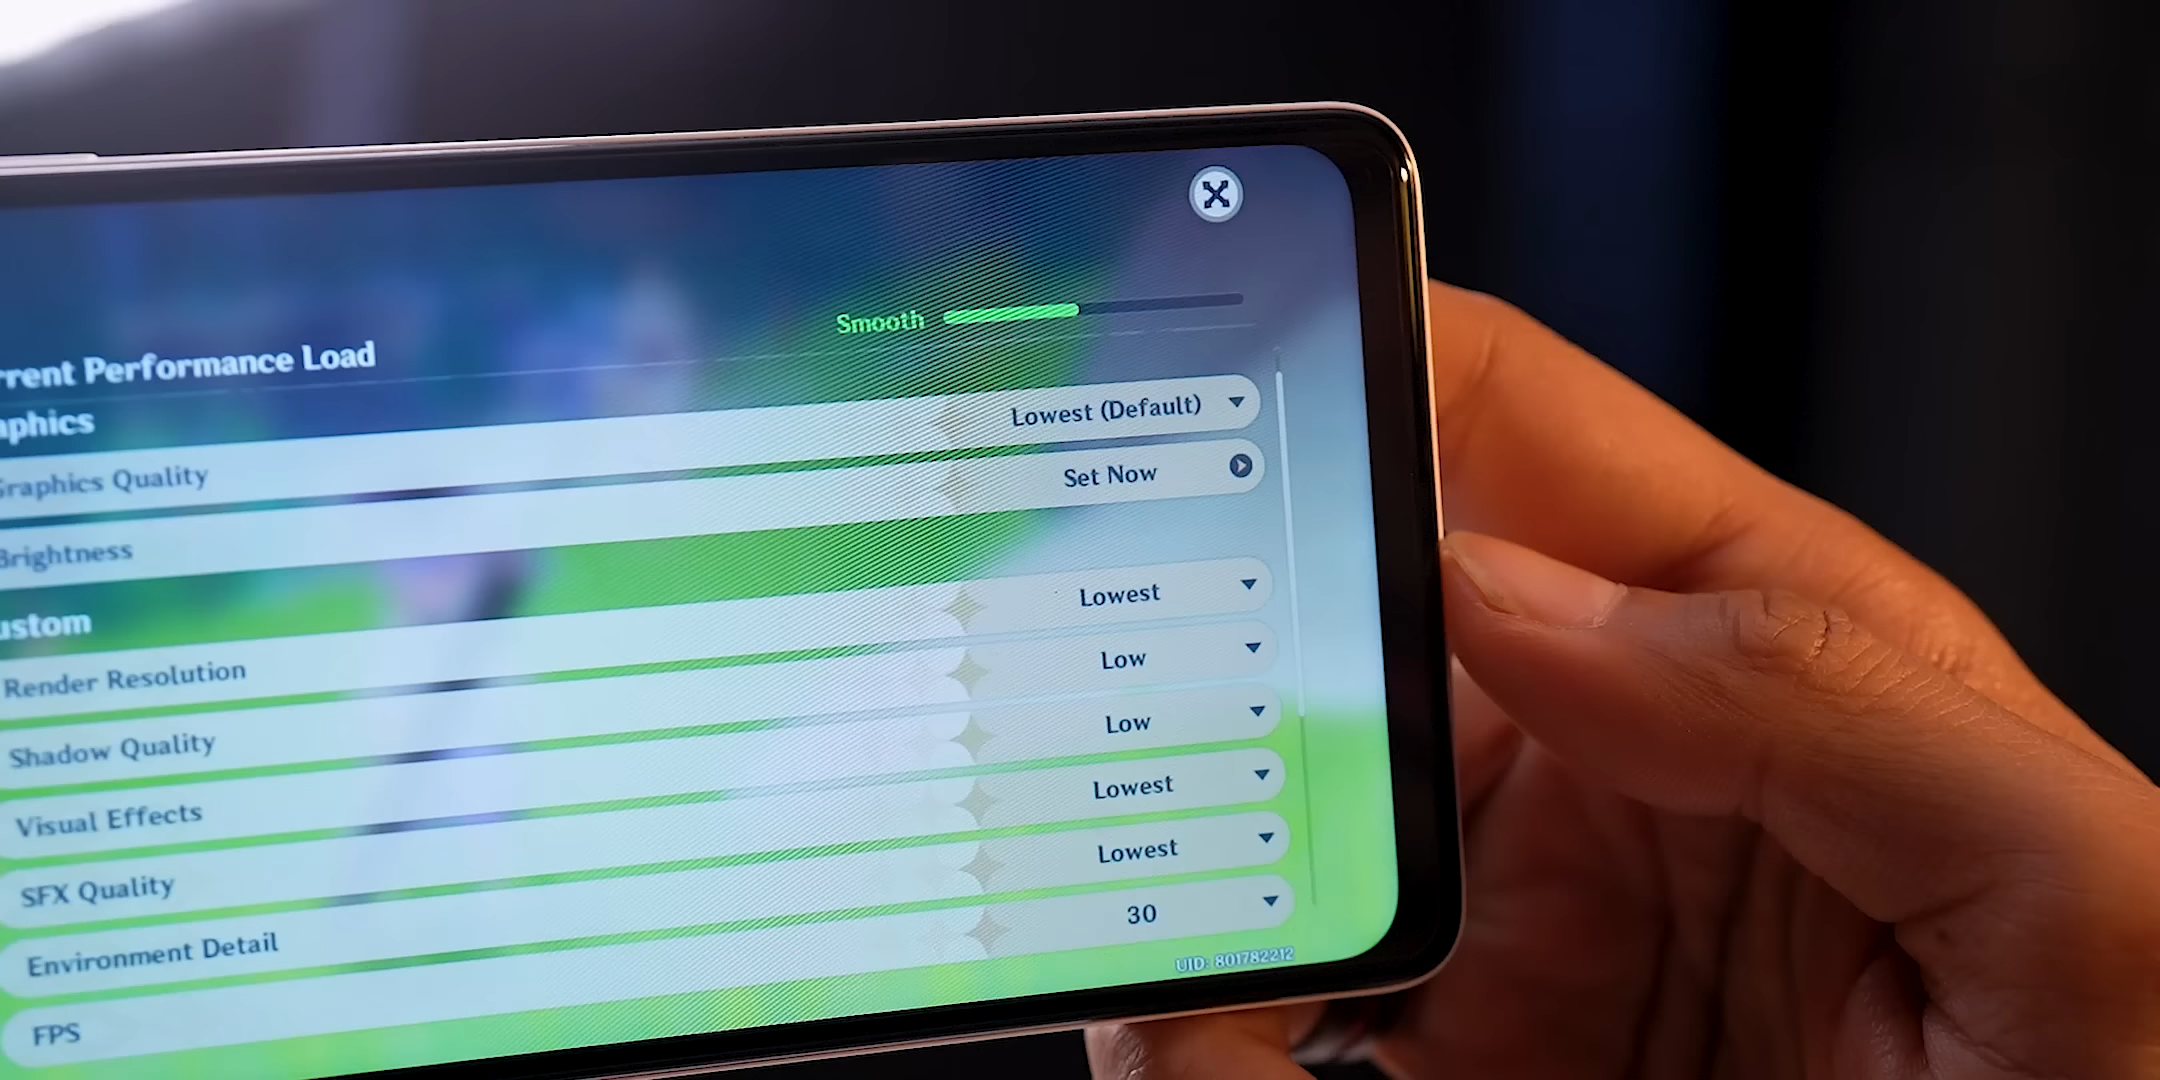 Smooth
rrent Performance Load
aphics
Graphics Quality Lowest (Default)
Brightness Set Now
ustom
Render Resolution Lowest
Shadow Quality Low
Visual Effects Low
SFX Quality Lowest
Environment Detail Lowest
FPS 30
UID: 801782212